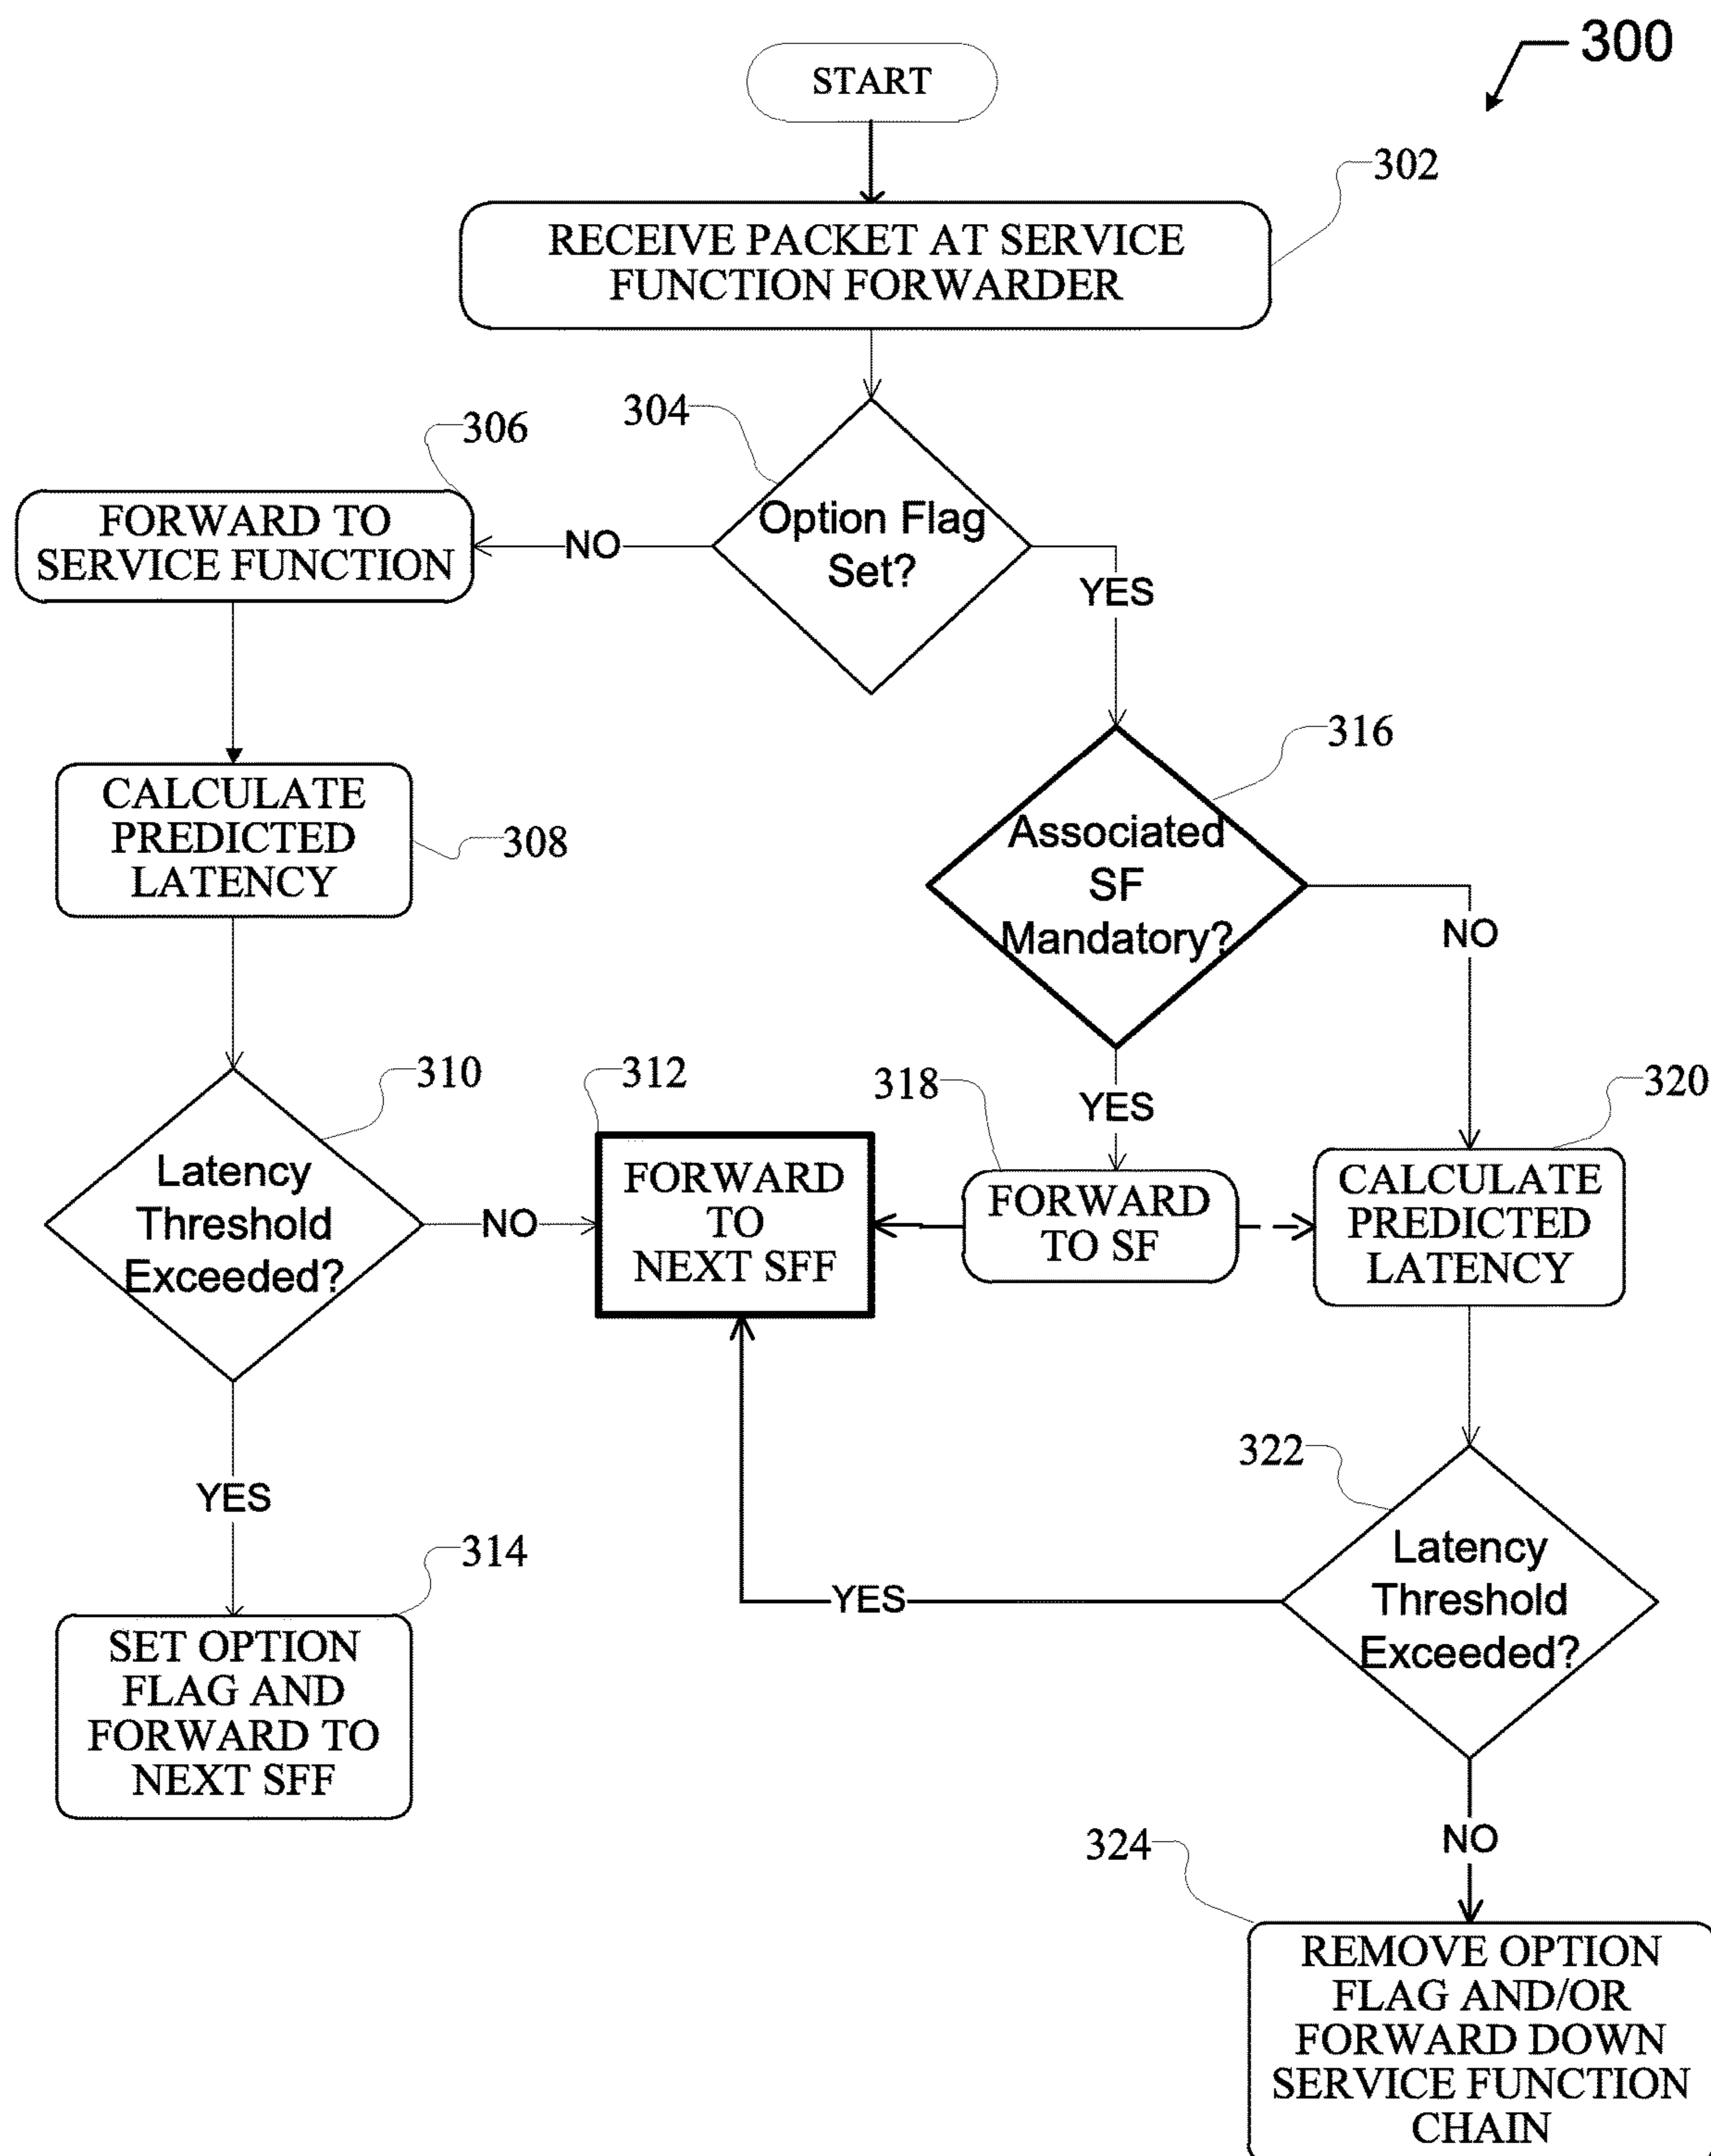 300
START
302
RECEIVE PACKET AT SERVICE
FUNCTION FORWARDER
304
306
Option Flag
Set?
NO
YES
FORWARD TO
SERVICE FUNCTION
316
CALCULATE
PREDICTED
LATENCY
308
Associated
SF
Mandatory?
NO
YES
310
312
318
320
Latency
Threshold
Exceeded?
NO
FORWARD
TO
NEXT SFF
FORWARD
TO SF
CALCULATE
PREDICTED
LATENCY
322
YES
314
SET OPTION
FLAG AND
FORWARD TO
NEXT SFF
YES
Latency
Threshold
Exceeded?
NO
324
REMOVE OPTION
FLAG AND/OR
FORWARD DOWN
SERVICE FUNCTION
CHAIN